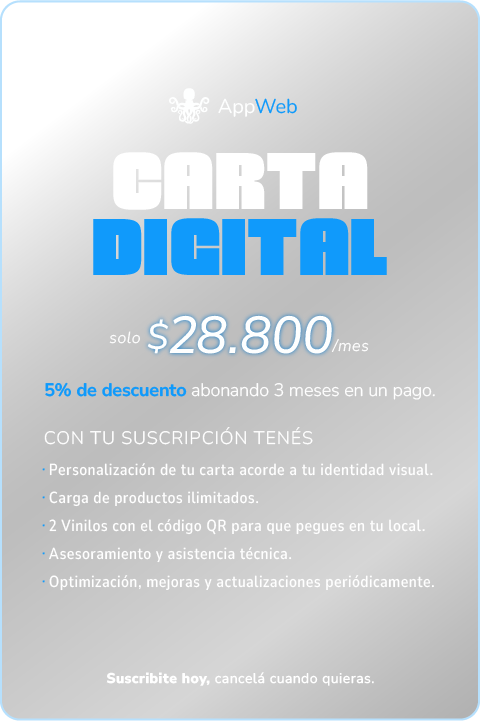 AppWeb
CARTA
DIGITAL
solo $28.800/mes
5% de descuento abonando 3 meses en un pago.
CON TU SUSCRIPCIÓN TENÉS
· Personalización de tu carta acorde a tu identidad visual.
· Carga de productos ilimitados.
· 2 Vinilos con el código QR para que pegues en tu local.
· Asesoramiento y asistencia técnica.
· Optimización, mejoras y actualizaciones periódicamente.
Suscribite hoy, cancelá cuando quieras.